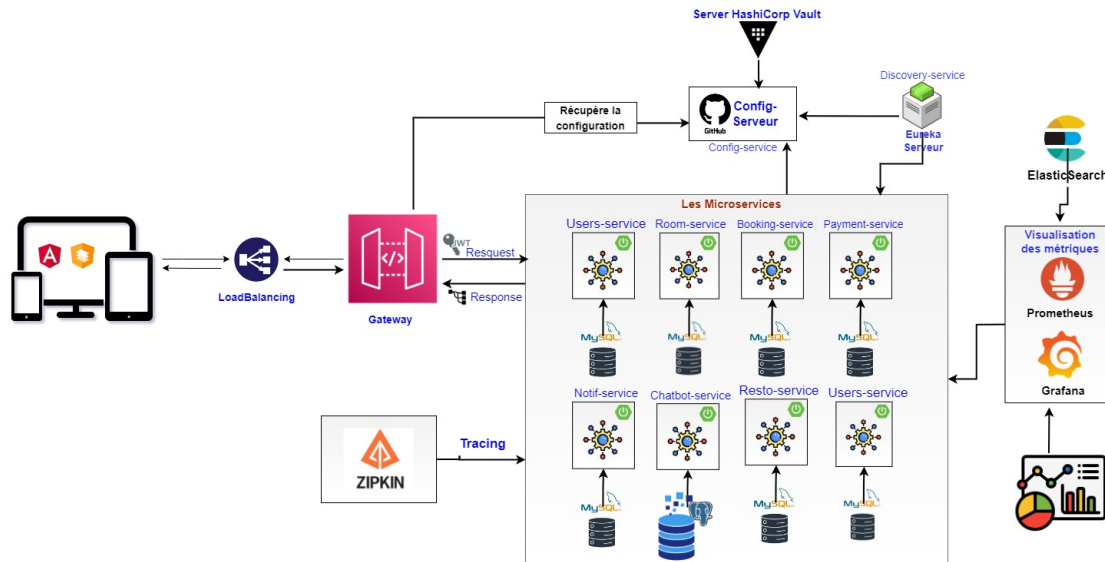 Server HashiCorp Vault
Discovery-service
Récupère la
configuration
GitHub
Config-
Serveur
Config-service
Eurêka
Serveur
ElasticSearch
Les Microservices
Users-service
Room-service
Booking-service
Payment-service
Visualisation
des métriques
JWT
Resquest
LoadBalancing
Response
Gateway
Prometheus
MySQL
MySQL
MySQL
MySQL
Grafana
Notif-service
Chatbot-service
Resto-service
Users-service
Tracing
ZIPKIN
MySQL
MySQL
MySQL